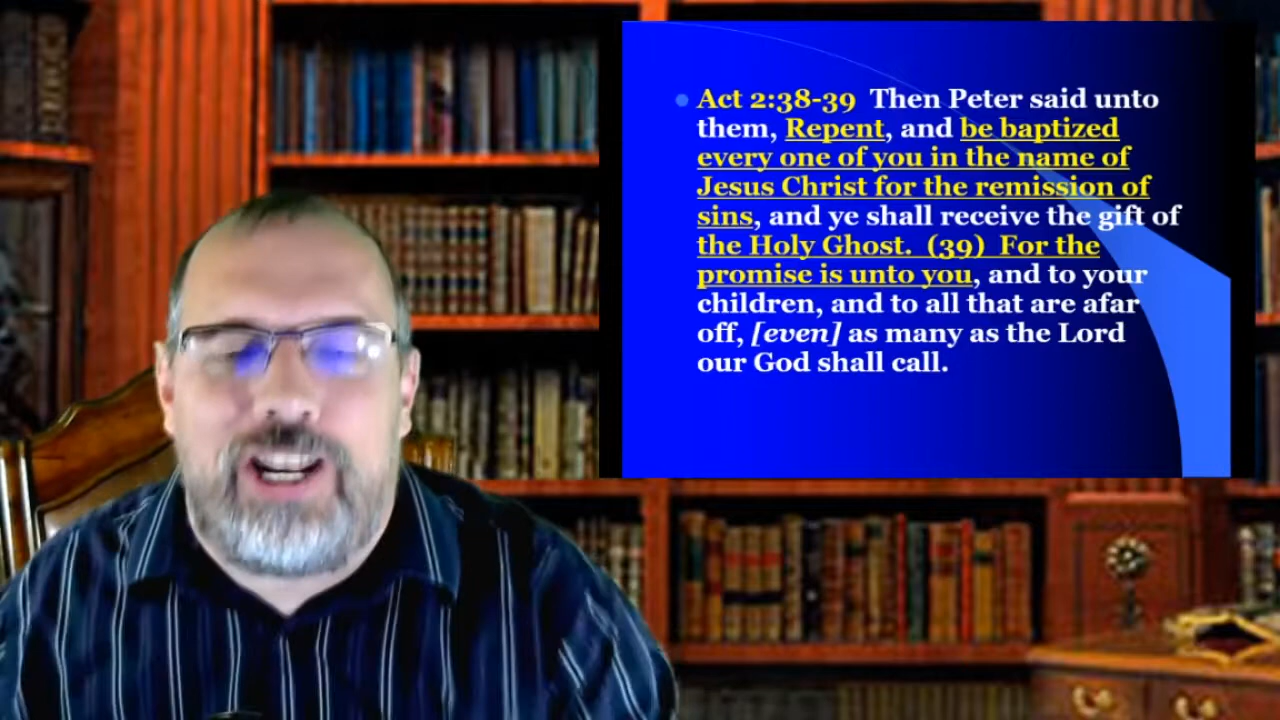 Act 2:38-39 Then Peter said unto
them, Repent, and be baptized
every one of you in the name of
Jesus Christ for the remission of
sins, and ye shall receive the gift of
the Holy Ghost. (39) For the
promise is unto you, and to your
children, and to all that are afar
off, [even] as many as the Lord
our God shall call.